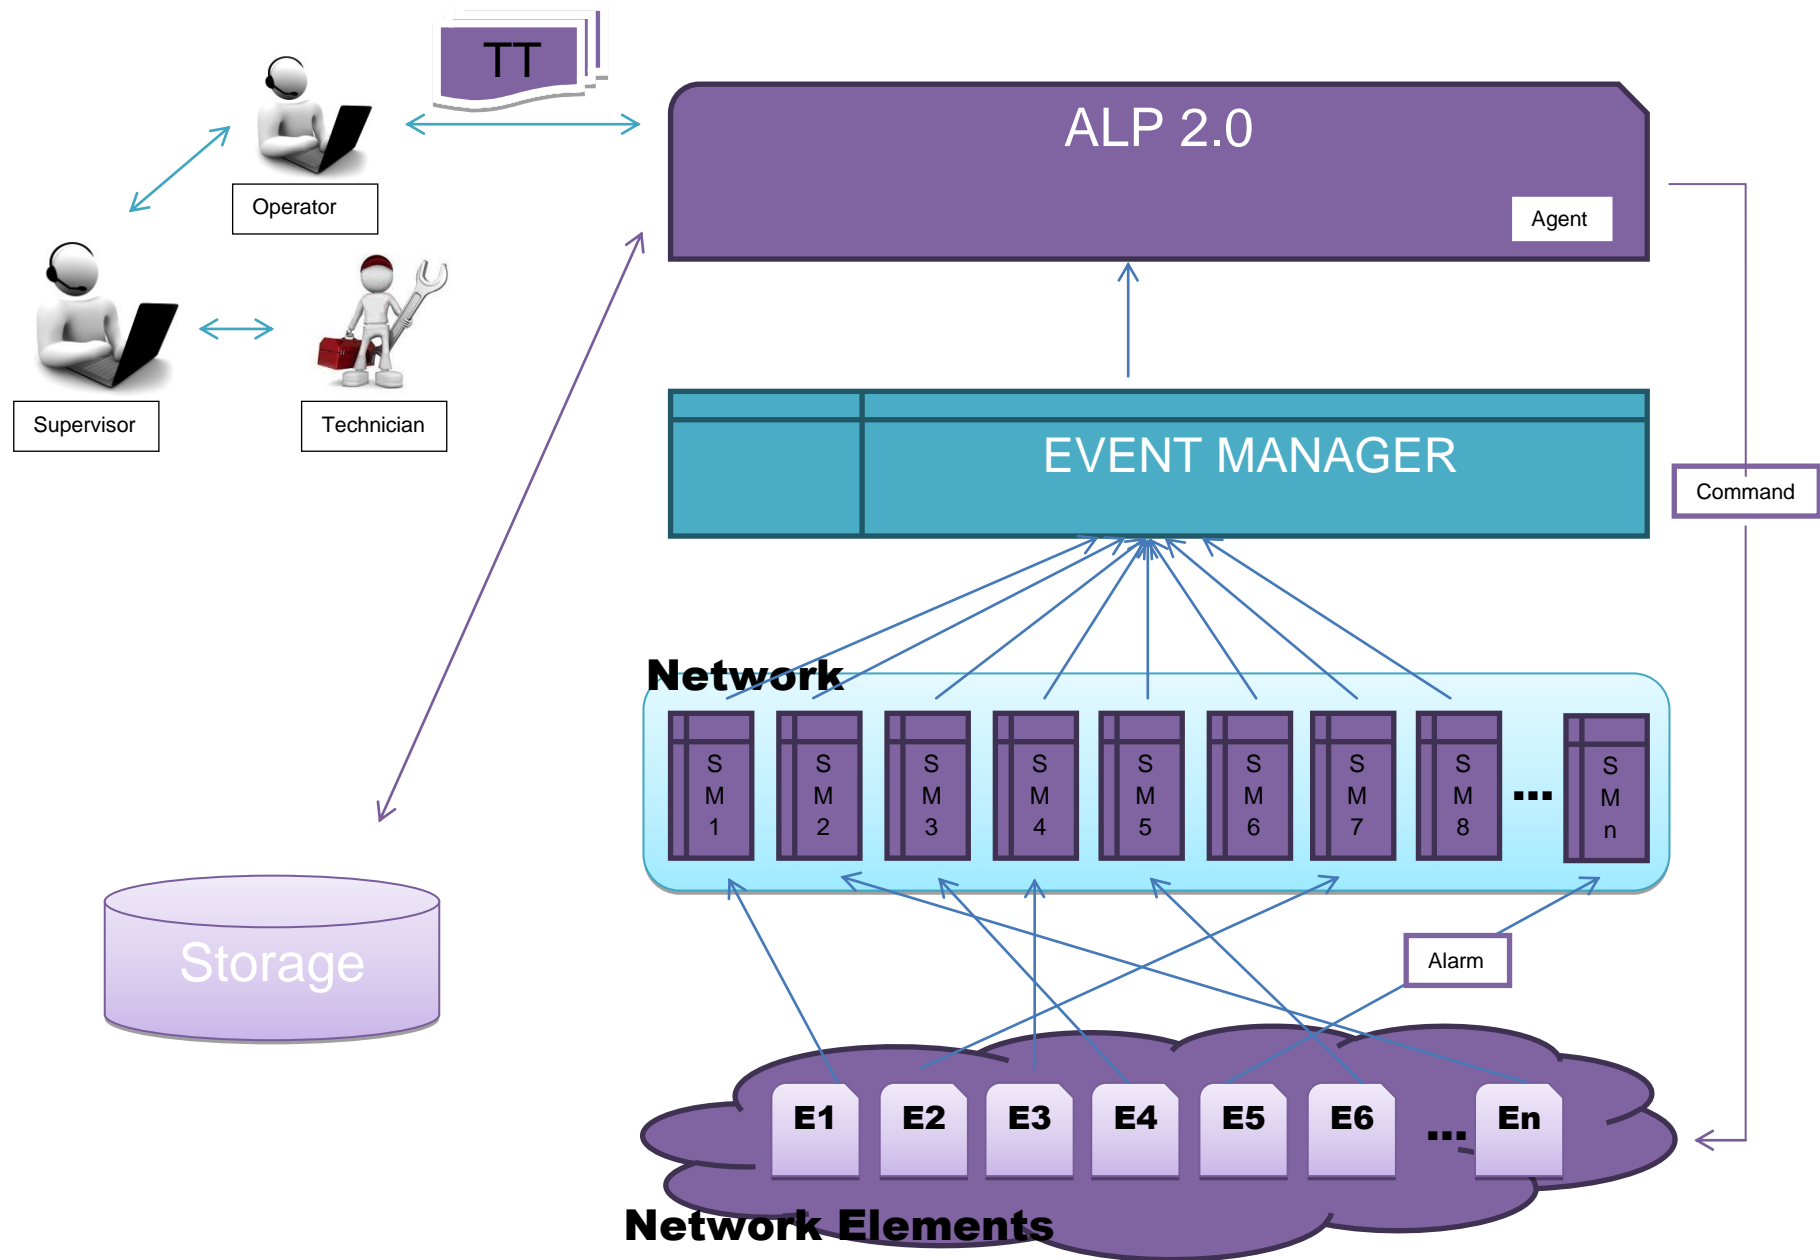 TT
ALP 2.0
Agent
Operator
Supervisor
Technician
EVENT MANAGER
Command
Network
S
M
1
S
M
2
S
M
3
S
M
4
S
M
5
S
M
6
S
M
7
S
M
8
...
S
M
n
Storage
Alarm
E1
E2
E3
E4
E5
E6
...
En
Network Elements